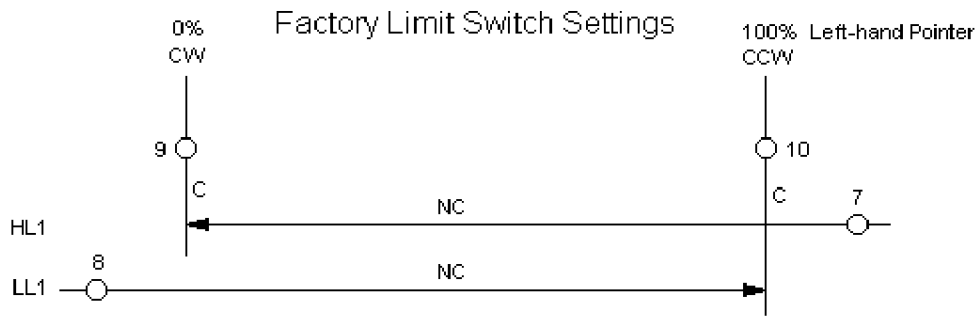 Factory Limit Switch Settings
0%
CW
100% Left-hand Pointer
CCW
9
10
C
C
7
NC
HL1
8
NC
LL1